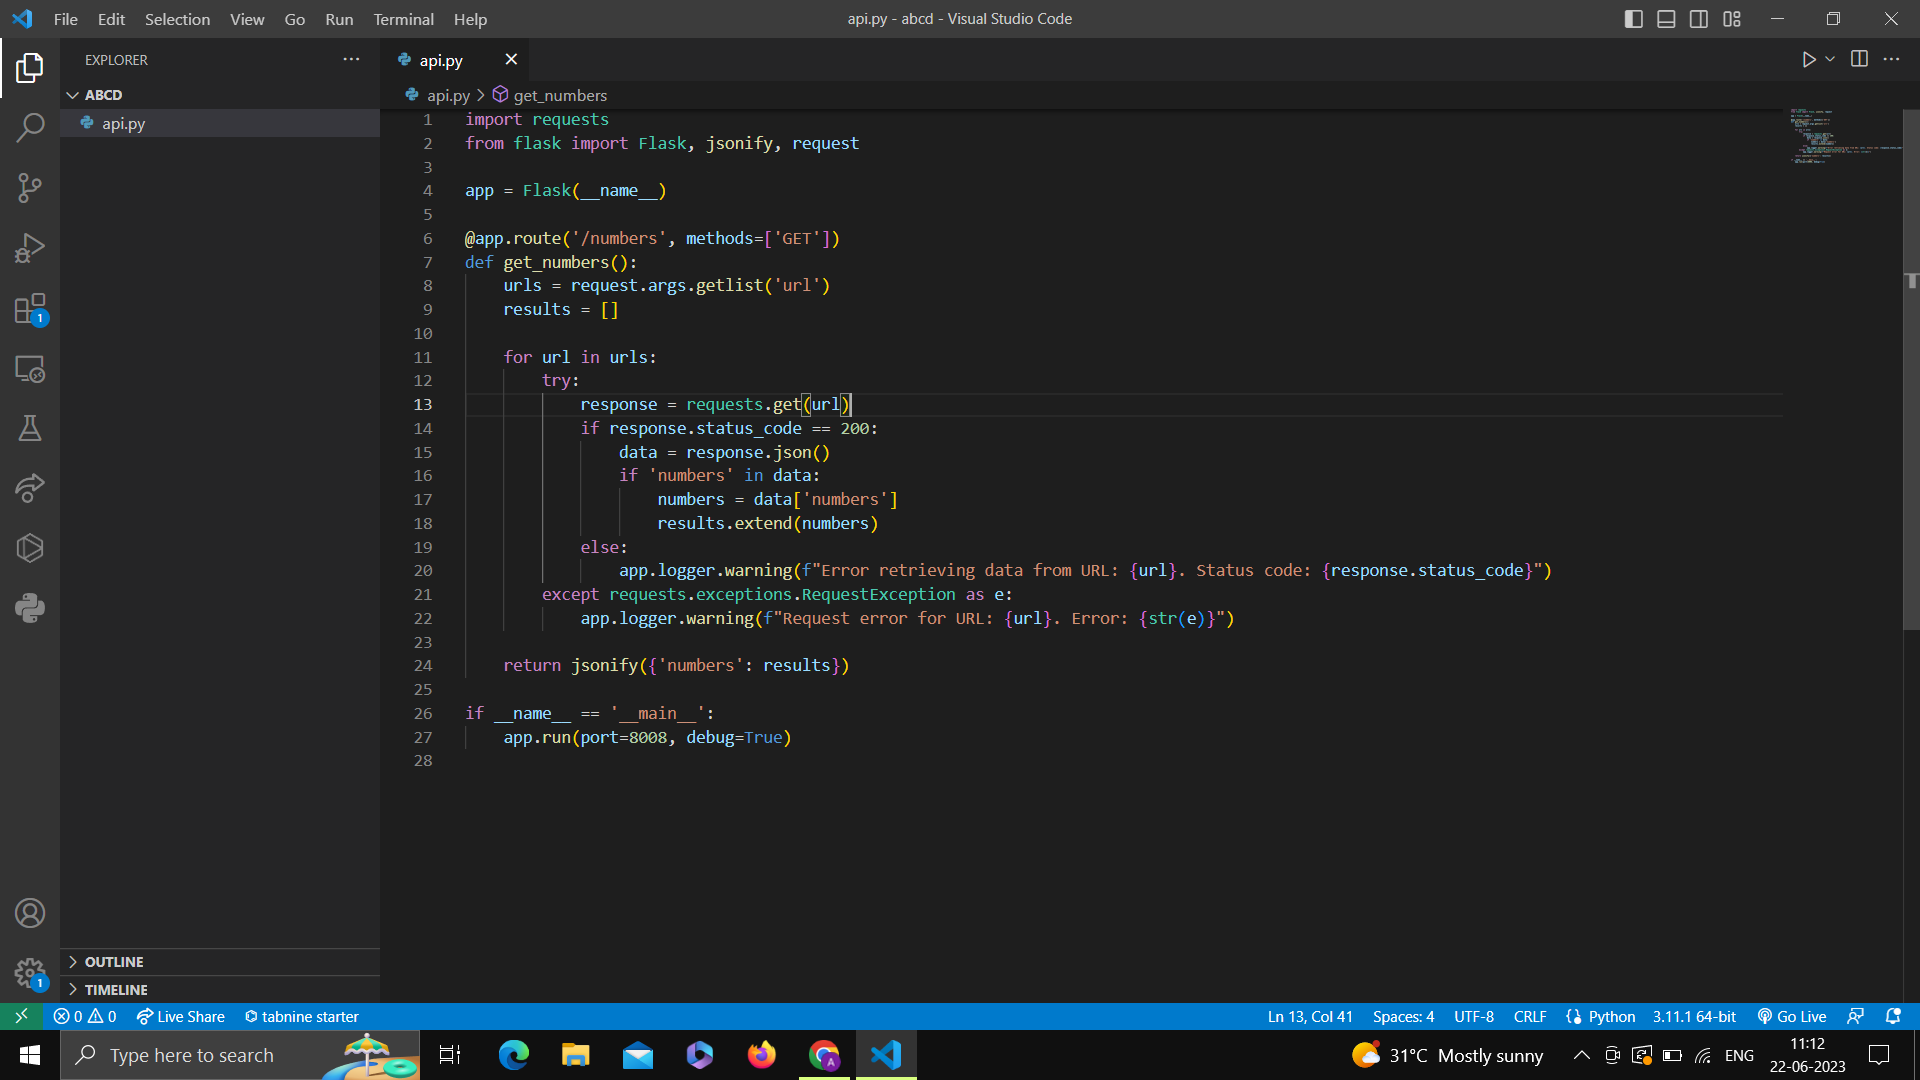 File Edit Selection View Go Run Terminal Help
api.py - abcd - Visual Studio Code
EXPLORER
ABCD
api.py
OUTLINE
TIMELINE
api.py
api.py > get_numbers
1 import requests
2 from flask import Flask, jsonify, request
3
4 app = Flask(__name__)
5
6 @app.route('/numbers', methods=['GET'])
7 def get_numbers():
8     urls = request.args.getlist('url')
9     results = []
10
11     for url in urls:
12         try:
13             response = requests.get(url)
14             if response.status_code == 200:
15                 data = response.json()
16                 if 'numbers' in data:
17                     numbers = data['numbers']
18                     results.extend(numbers)
19             else:
20                 app.logger.warning(f"Error retrieving data from URL: {url}. Status code: {response.status_code}")
21         except requests.exceptions.RequestException as e:
22             app.logger.warning(f"Request error for URL: {url}. Error: {str(e)}")
23
24     return jsonify({'numbers': results})
25
26 if __name__ == '__main__':
27     app.run(port=8008, debug=True)
28
1
1
0 0 Live Share tabnine starter
Ln 13, Col 41 Spaces: 4 UTF-8 CRLF Python 3.11.1 64-bit Go Live
Type here to search
A
31°C Mostly sunny
ENG
11:12
22-06-2023